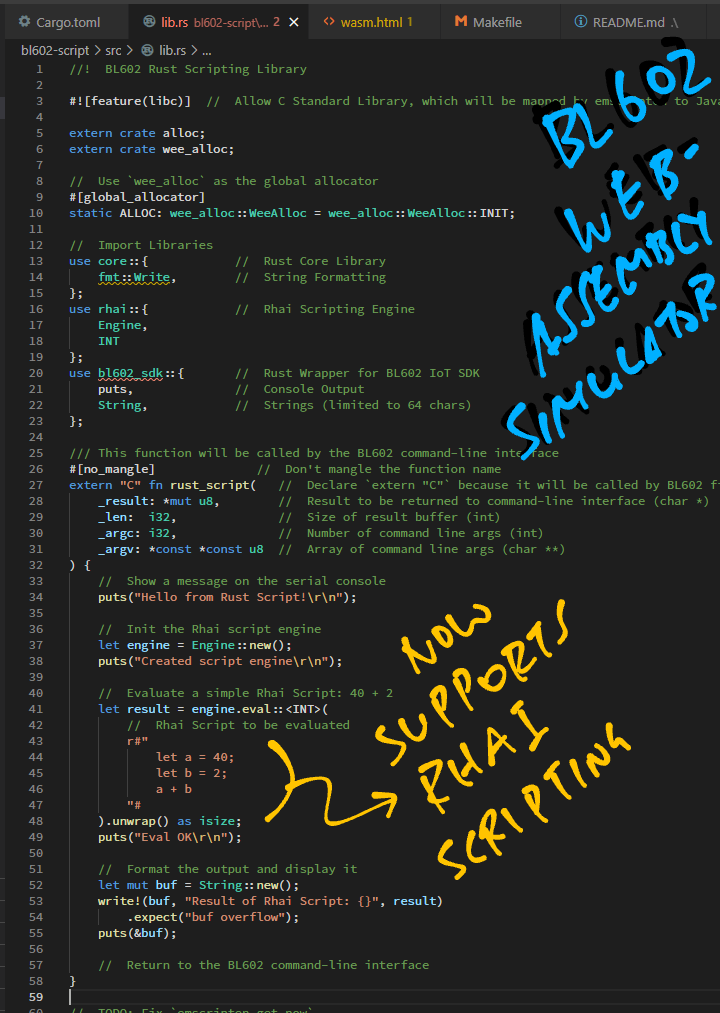 Cargo.toml
lib.rs bl602-script\... 2
wasm.html 1
Makefile
README.md .\
bl602-script > src > lib.rs > ...
1 //!  BL602 Rust Scripting Library
2
3 #![feature(libc)]  //  Allow C Standard Library, which will be mapped by to Java
4
5 extern crate alloc;
6 extern crate wee_alloc;
7
8 //  Use `wee_alloc` as the global allocator
9 #[global_allocator]
10 static ALLOC: wee_alloc::WeeAlloc = wee_alloc::WeeAlloc::INIT;
11
12 //  Import Libraries
13 use core::{            //  Rust Core Library
14     fmt::Write,        //  String Formatting
15 };
16 use rhai::{            //  Rhai Scripting Engine
17     Engine,
18     INT
19 };
20 use bl602_sdk::{       //  Rust Wrapper for BL602 IoT SDK
21     puts,              //  Console Output
22     String,            //  Strings (limited to 64 chars)
23 };
24
25 /// This function will be called by the BL602 command-line interface
26 #[no_mangle]              //  Don't mangle the function name
27 extern "C" fn rust_script(   //  Declare `extern "C"` because it will be called by BL602 fi
28     _result: *mut u8,        //  Result to be returned to command-line interface (char *)
29     _len:  i32,              //  Size of result buffer (int)
30     _argc: i32,              //  Number of command line args (int)
31     _argv: *const *const u8  //  Array of command line args (char **)
32 ) {
33     //  Show a message on the serial console
34     puts("Hello from Rust Script!\r\n");
35
36     //  Init the Rhai script engine
37     let engine = Engine::new();
38     puts("Created script engine\r\n");
39
40     //  Evaluate a simple Rhai Script: 40 + 2
41     let result = engine.eval::<INT>(
42         //  Rhai Script to be evaluated
43         r#"
44             let a = 40;
45             let b = 2;
46             a + b
47         "#
48     ).unwrap() as isize;
49     puts("Eval OK\r\n");
50
51     //  Format the output and display it
52     let mut buf = String::new();
53     write!(buf, "Result of Rhai Script: {}", result)
54         .expect("buf overflow");
55     puts(&buf);
56
57     //  Return to the BL602 command-line interface
58 }
59
60 //  TODO: Fix `emscripten_get_now`
BL602
WEB-
ASSEMBLY
SIMULATOR
NOW
SUPPORTS
RHAI
SCRIPTING